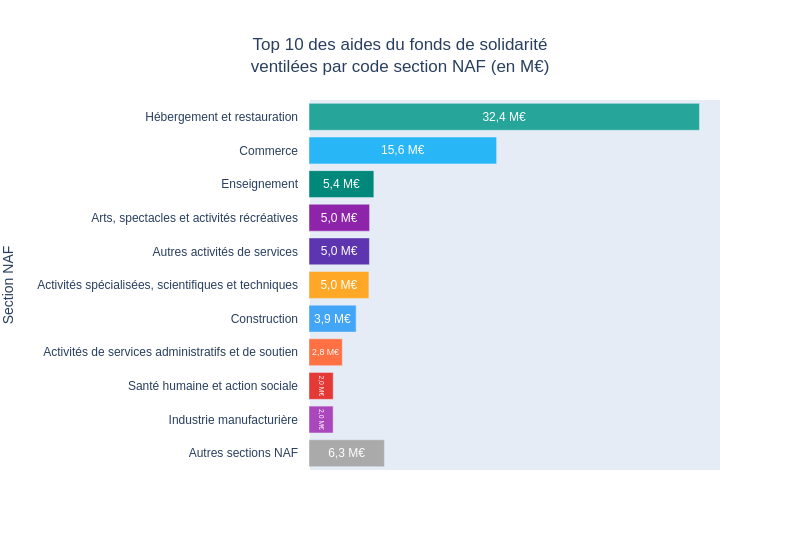 Top 10 des aides du fonds de solidarité
ventilées par code section NAF (en M€)
Section NAF
Hébergement et restauration 32,4 M€
Commerce 15,6 M€
Enseignement 5,4 M€
Arts, spectacles et activités récréatives 5,0 M€
Autres activités de services 5,0 M€
Activités spécialisées, scientifiques et techniques 5,0 M€
Construction 3,9 M€
Activités de services administratifs et de soutien 2,8 M€
Santé humaine et action sociale 2,0 M€
Industrie manufacturière 2,0 M€
Autres sections NAF 6,3 M€